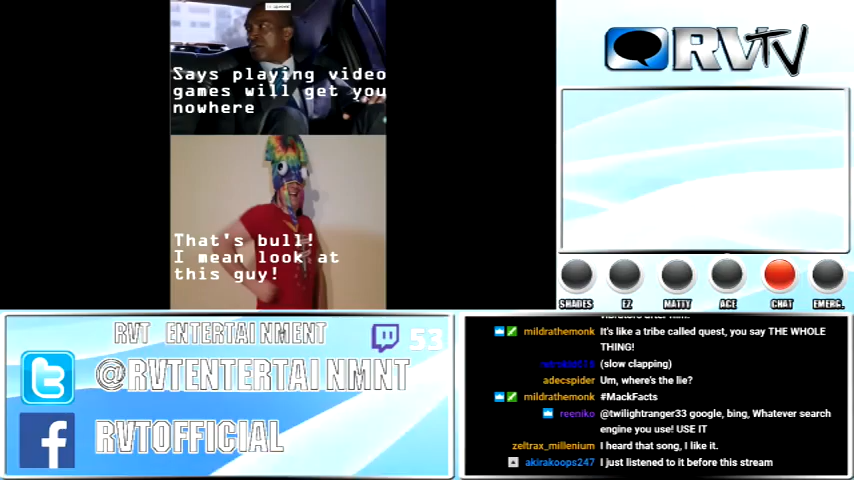 Says playing video
games will get you
nowhere
That's bull!
I mean look at
this guy!
RVTV
SHADES
EZ
MATTY
ACE
CHAT
EMERG.
RVT ENTERTAINMENT
53
@RVTENTERTAINMNT
RVTOFFICIAL
mildrathemonk It's like a tribe called quest, you say THE WHOLE
THING!
(slow clapping)
adecspider Um, where's the lie?
mildrathemonk #MackFacts
reeniko @twilightranger33 google, bing, Whatever search
engine you use! USE IT
zeltrax_millenium I heard that song, I like it.
akirakoops247 I just listened to it before this stream